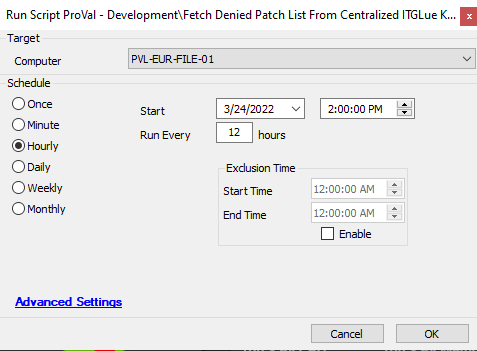 Run Script ProVal - Development\Fetch Denied Patch List From Centralized ITGLue K... x
Target
Computer PVL-EUR-FILE-01
Schedule
Once
Minute
Hourly
Daily
Weekly
Monthly
Start 3/24/2022 2:00:00 PM
Run Every 12 hours
Exclusion Time
Start Time 12:00:00 AM
End Time 12:00:00 AM
Enable
Advanced Settings
Cancel OK